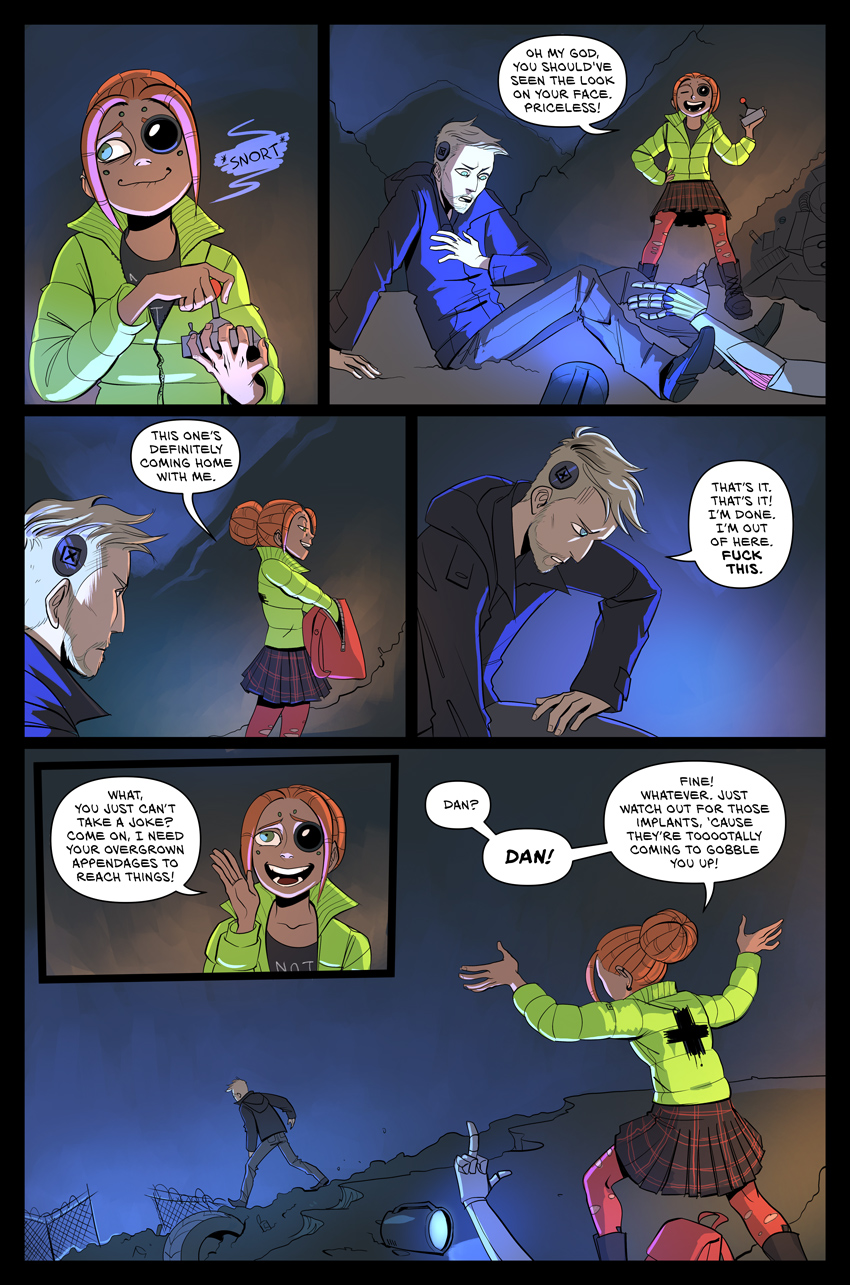 *SNORT*
OH MY GOD,
YOU SHOULD'VE
SEEN THE LOOK
ON YOUR FACE.
PRICELESS!
THIS ONE'S
DEFINITELY
COMING HOME
WITH ME.
THAT'S IT.
THAT'S IT!
I'M DONE.
I'M OUT
OF HERE.
FUCK
THIS.
WHAT,
YOU JUST CAN'T
TAKE A JOKE?
COME ON, I NEED
YOUR OVERGROWN
APPENDAGES TO
REACH THINGS!
NOT
DAN?
DAN!
FINE!
WHATEVER. JUST
WATCH OUT FOR THOSE
IMPLANTS, 'CAUSE
THEY'RE TOOOOTALLY
COMING TO GOBBLE
YOU UP!